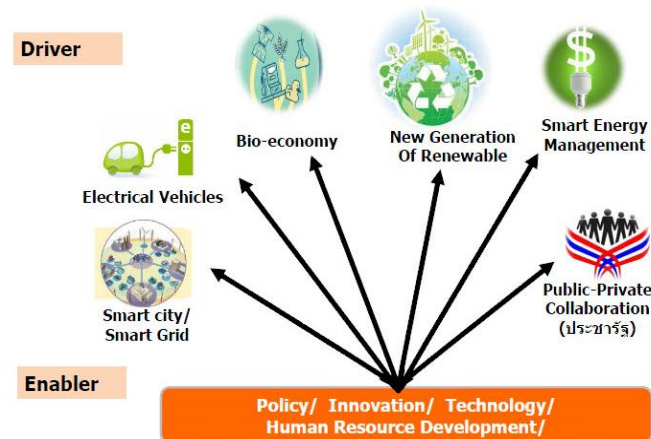 Driver
Bio-economy
New Generation
Of Renewable
Smart Energy
Management
e
Electrical Vehicles
Smart city/
Smart Grid
Public-Private
Collaboration
(ประชารัฐ)
Enabler
Policy/ Innovation/ Technology/
Human Resource Development/